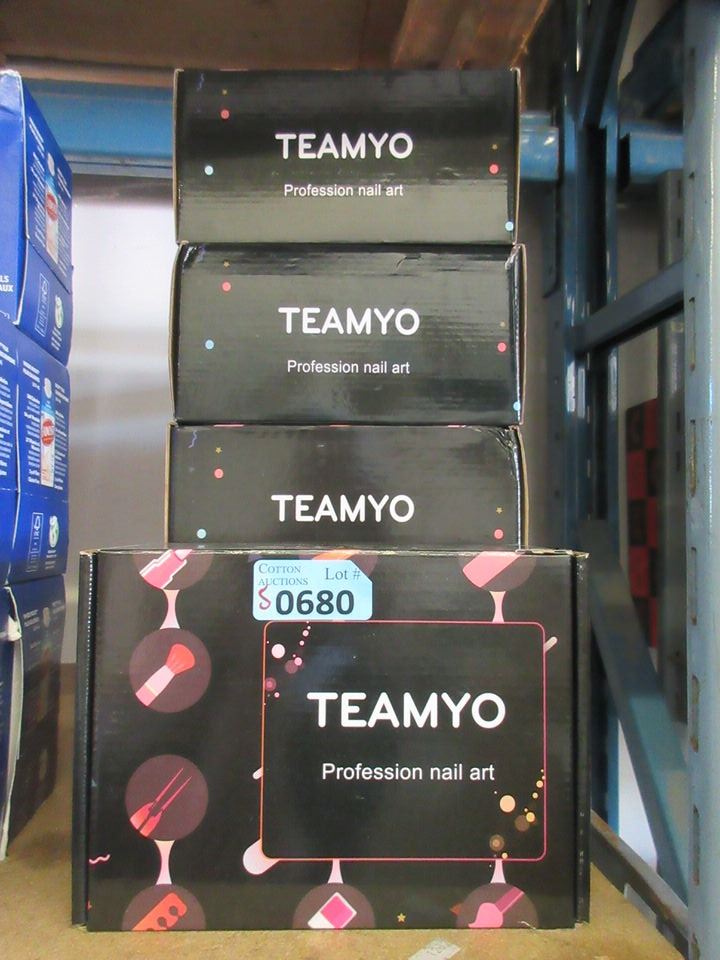 TEAMYO
Profession nail art
TEAMYO
Profession nail art
TEAMYO
COTTON
AUCTIONS
Lot #
S 0680
TEAMYO
Profession nail art